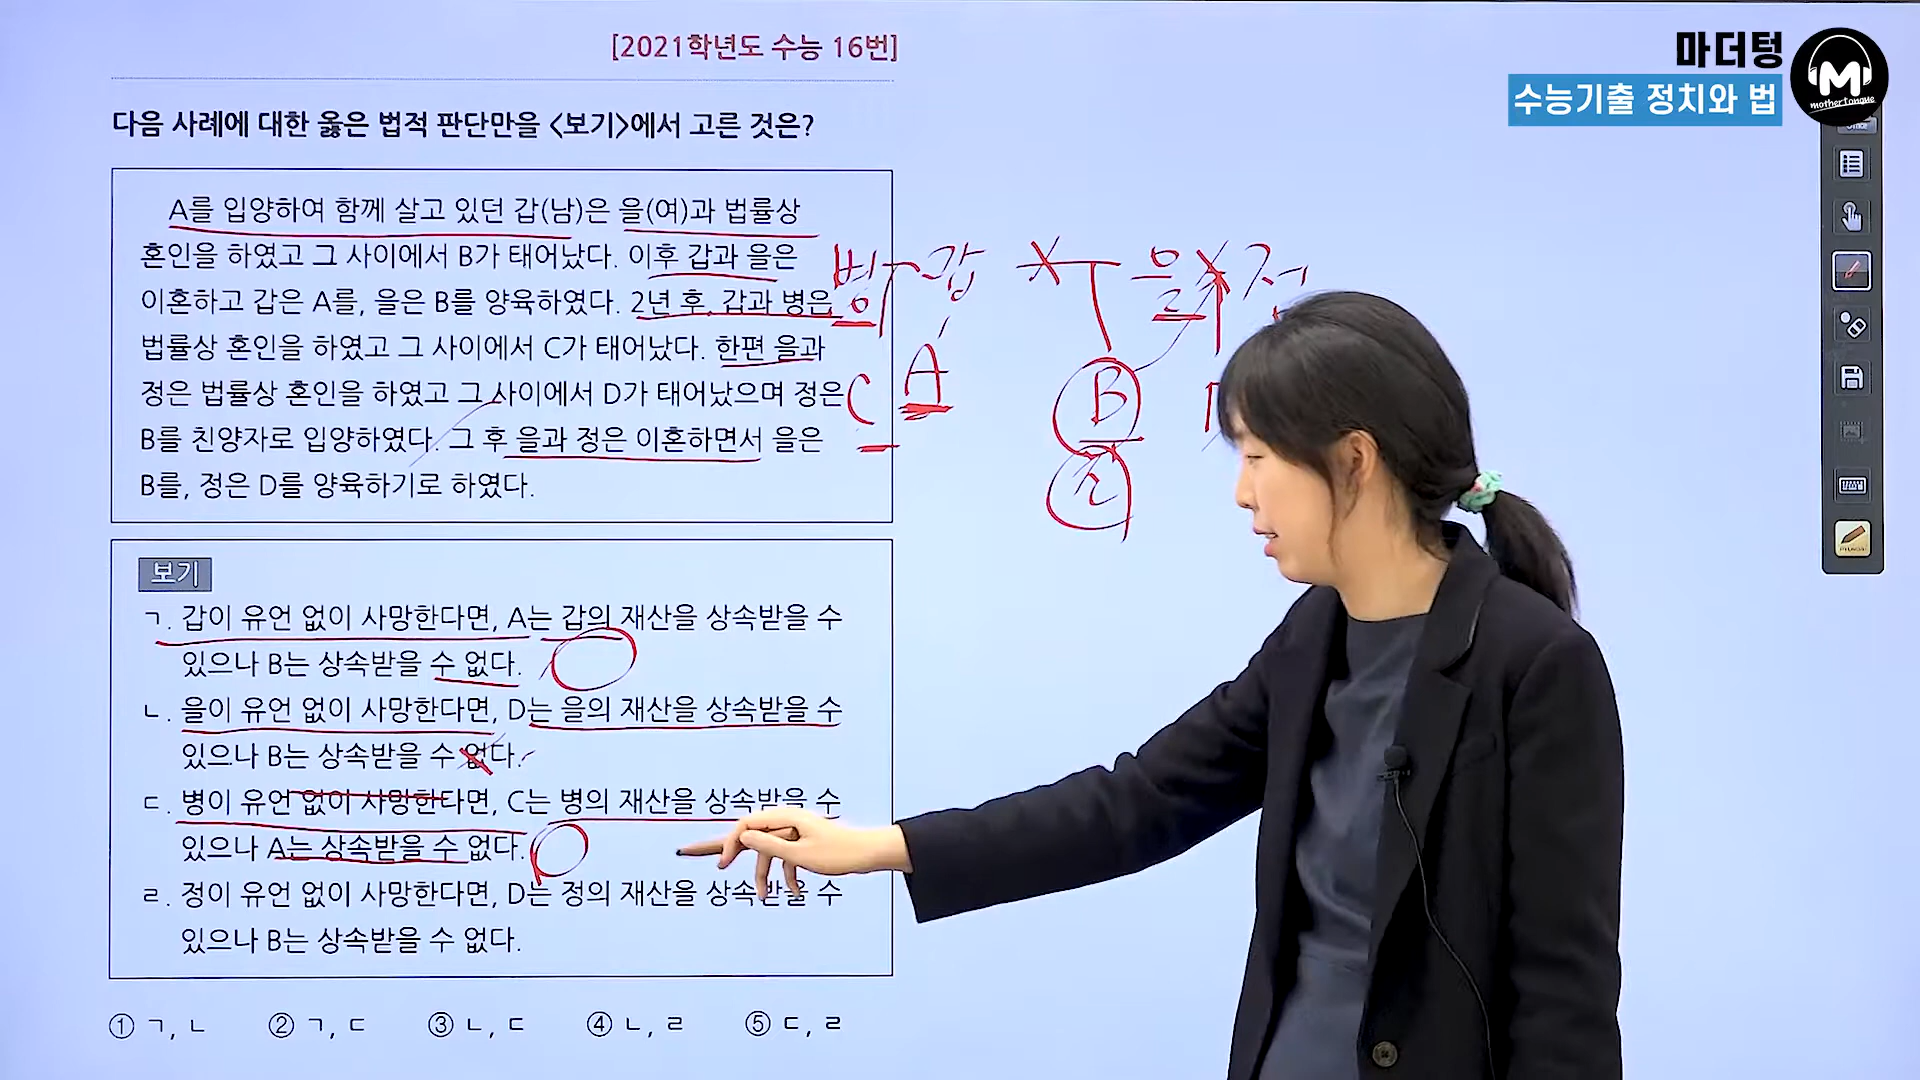 [2021학년도 수능 16번]
마더텅
수능기출 정치와 법
M
mothertongue
다음 사례에 대한 옳은 법적 판단만을 <보기>에서 고른 것은?
A를 입양하여 함께 살고 있던 갑(남)은 을(여)과 법률상
혼인을 하였고 그 사이에서 B가 태어났다. 이후 갑과 을은
이혼하고 갑은 A를, 을은 B를 양육하였다. 2년 후, 갑과 병은
법률상 혼인을 하였고 그 사이에서 C가 태어났다. 한편 을과
정은 법률상 혼인을 하였고 그 사이에서 D가 태어났으며 정은
B를 친양자로 입양하였다. 그 후 을과 정은 이혼하면서 을은
B를, 정은 D를 양육하기로 하였다.
병 갑 을 정
C A B
친
보기
ㄱ. 갑이 유언 없이 사망한다면, A는 갑의 재산을 상속받을 수
있으나 B는 상속받을 수 없다.
ㄴ. 을이 유언 없이 사망한다면, D는 을의 재산을 상속받을 수
있으나 B는 상속받을 수 없다.
ㄷ. 병이 유언 없이 사망한다면, C는 병의 재산을 상속받을 수
있으나 A는 상속받을 수 없다.
ㄹ. 정이 유언 없이 사망한다면, D는 정의 재산을 상속받을 수
있으나 B는 상속받을 수 없다.
① ㄱ, ㄴ ② ㄱ, ㄷ ③ ㄴ, ㄷ ④ ㄴ, ㄹ ⑤ ㄷ, ㄹ